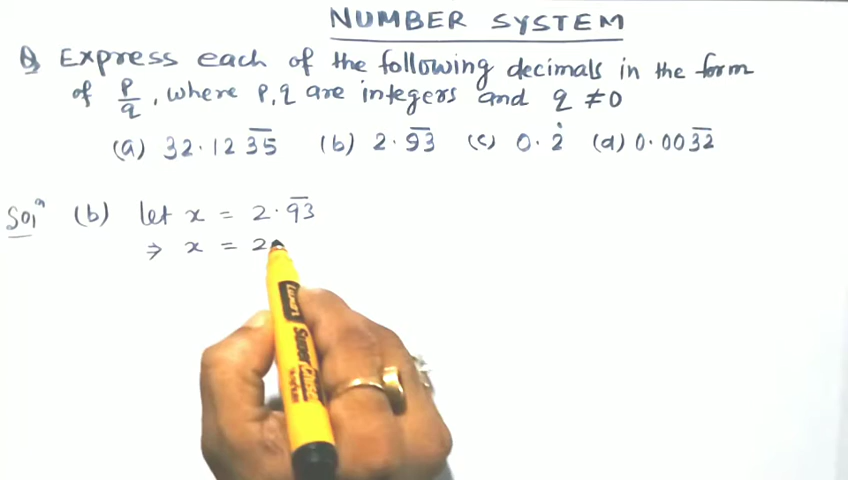 NUMBER SYSTEM
Q Express each of the following decimals in the form
of p/q, where p,q are integers and q ≠ 0
(a) 32.12 3̅5̅ (b) 2.9̅3̅ (c) 0.2̇ (d) 0.003̅2̅
Solⁿ (b) let x = 2.9̅3̅
⇒ x = 2